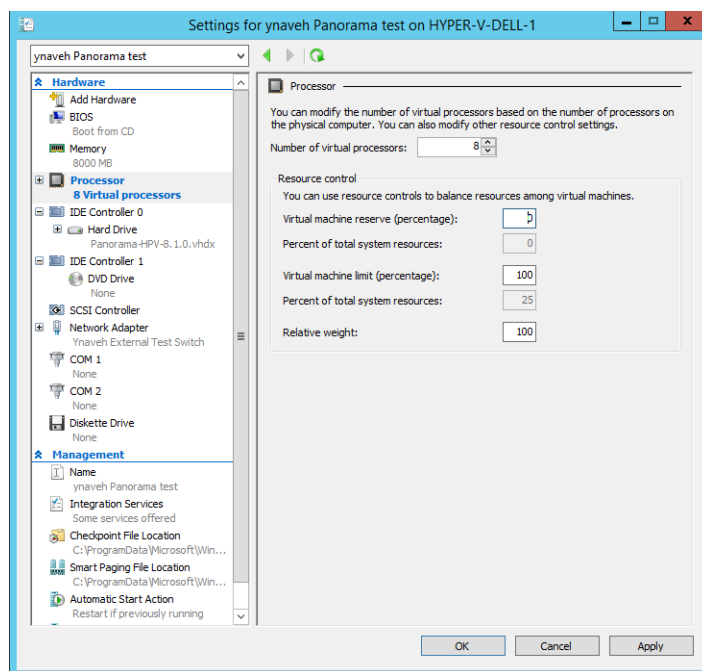 Settings for ynaveh Panorama test on HYPER-V-DELL-1
ynaveh Panorama test
Hardware
Add Hardware
BIOS
Boot from CD
Memory
8000 MB
Processor
8 Virtual processors
IDE Controller 0
Hard Drive
Panorama-HPV-8.1.0.vhdx
IDE Controller 1
DVD Drive
None
SCSI Controller
Network Adapter
Ynaveh External Test Switch
COM 1
None
COM 2
None
Diskette Drive
None
Management
Name
ynaveh Panorama test
Integration Services
Some services offered
Checkpoint File Location
C:\ProgramData\Microsoft\Win...
Smart Paging File Location
C:\ProgramData\Microsoft\Win...
Automatic Start Action
Restart if previously running
Processor
You can modify the number of virtual processors based on the number of processors on
the physical computer. You can also modify other resource control settings.
Number of virtual processors: 8
Resource control
You can use resource controls to balance resources among virtual machines.
Virtual machine reserve (percentage):
Percent of total system resources: 0
Virtual machine limit (percentage): 100
Percent of total system resources: 25
Relative weight: 100
OK Cancel Apply